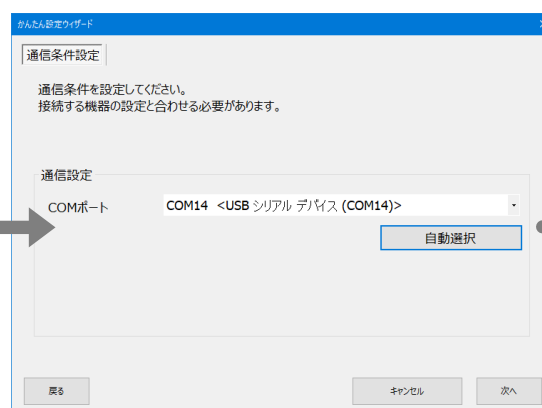 かんたん設定ウィザード
通信条件設定
通信条件を設定してください。
接続する機器の設定と合わせる必要があります。
通信設定
COMポート
COM14 <USB シリアル デバイス (COM14)>
自動選択
戻る
キャンセル
次へ